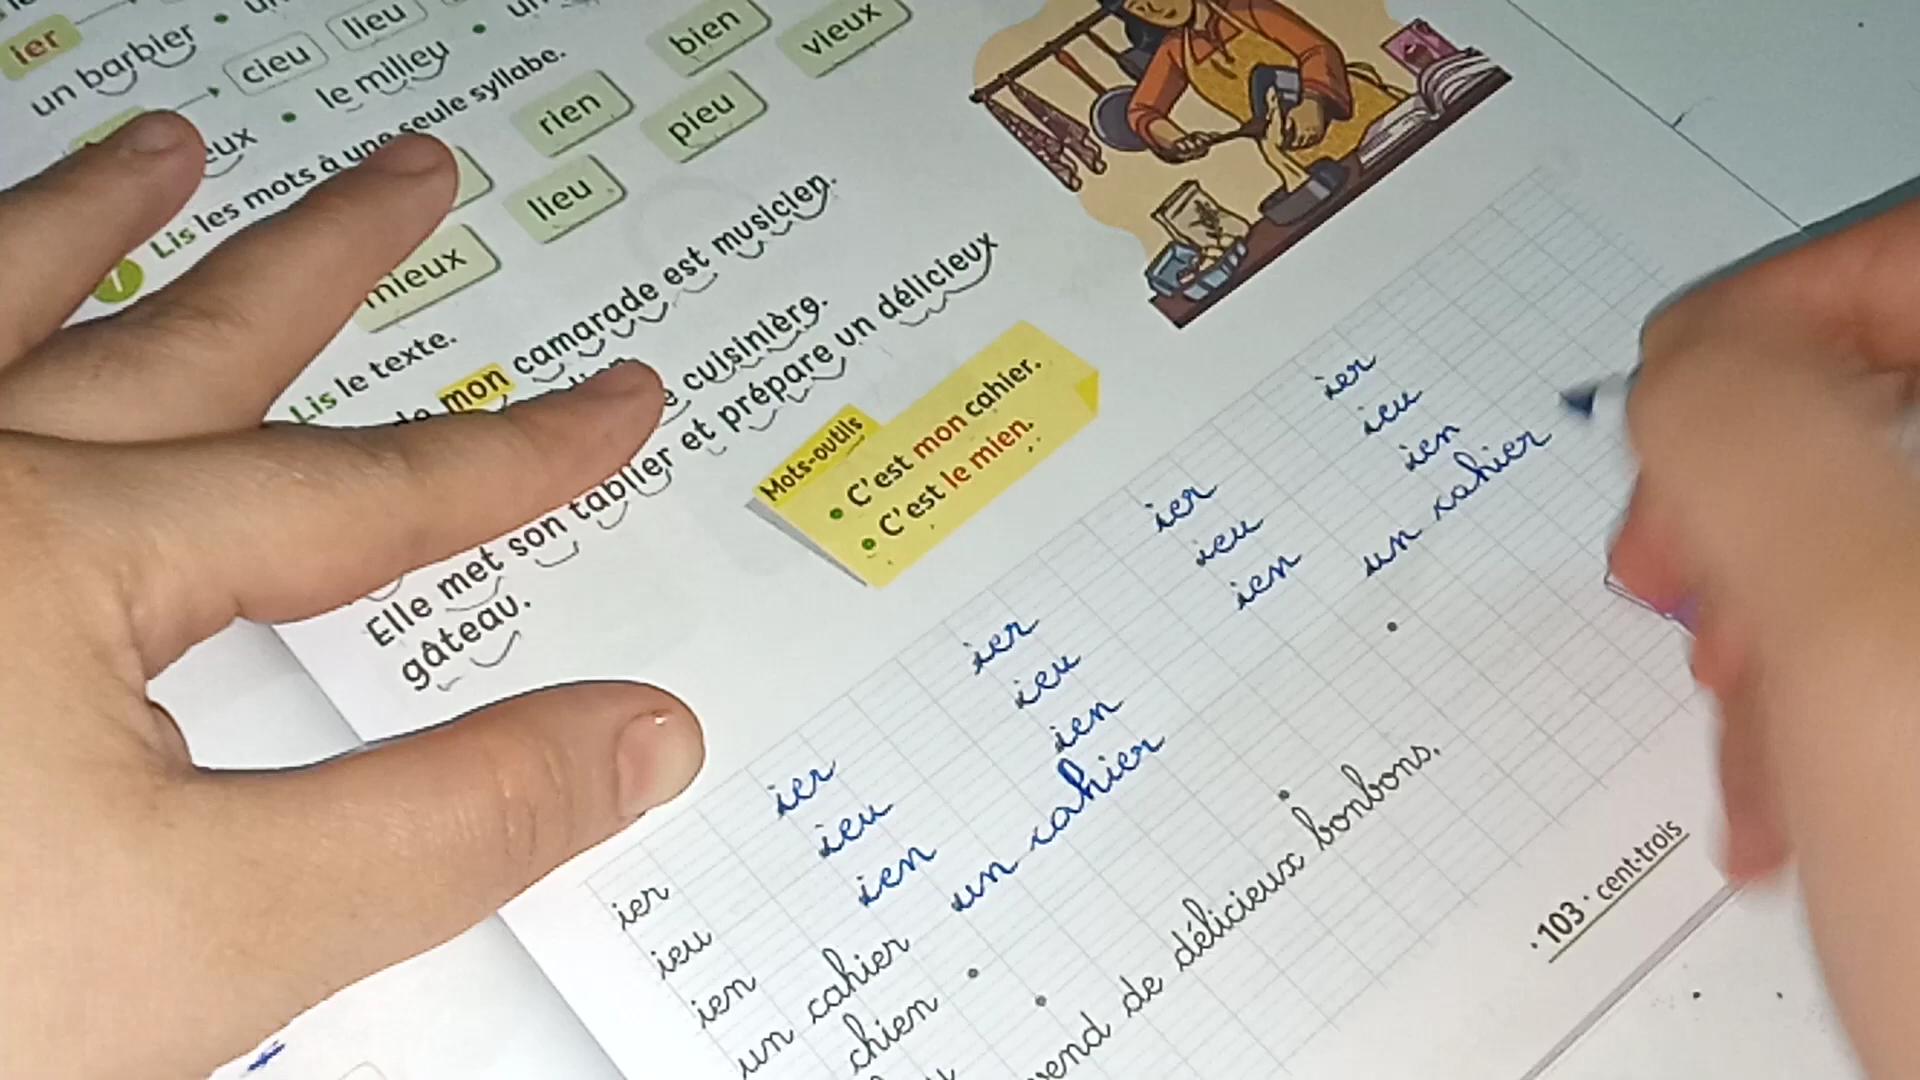 ier
un barbier •
cieu
lieu
eux • le milieu •
Lis les mots à une seule syllabe.
rien
bien
vieux
mieux
lieu
pieu
Lis le texte.
mon camarade est musicien.
cuisinière.
Elle met son tablier et prépare un délicieux
gâteau.
Mots-outils
• C'est mon cahier.
• C'est le mien.
ier ier ier ier ier
ieu ieu ieu ieu ieu
ien ien ien ien ien
un cahier un cahier un cahier
chien •
vend de délicieux bonbons.
• 103 • cent-trois